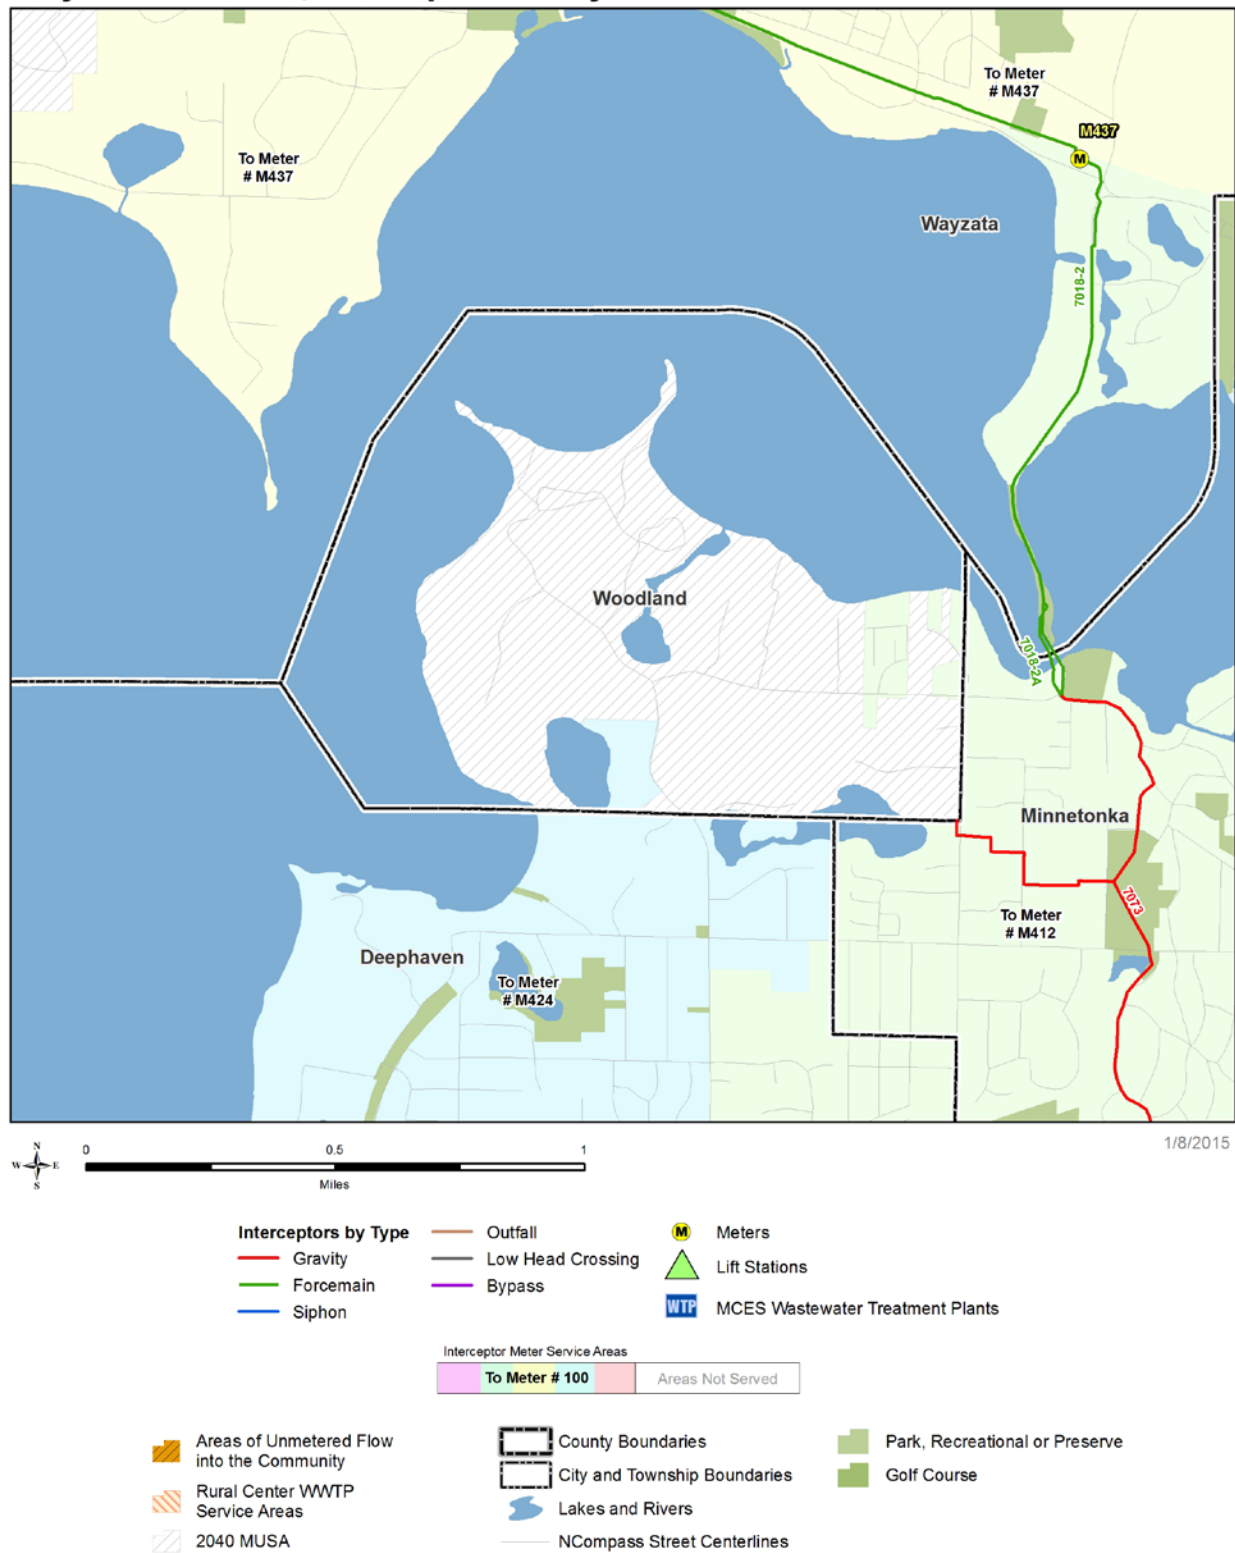 To Meter
# M437
M437
To Meter
# M437
Wayzata
7018-2
Woodland
7018-2A
Minnetonka
7073
To Meter
# M412
Deephaven
To Meter
# M424
1/8/2015
N
W E
S
0 0.5 1
Miles
Interceptors by Type
Gravity
Forcemain
Siphon
Outfall
Low Head Crossing
Bypass
M Meters
Lift Stations
WTP MCES Wastewater Treatment Plants
Interceptor Meter Service Areas
To Meter # 100 Areas Not Served
Areas of Unmetered Flow
into the Community
Rural Center WWTP
Service Areas
2040 MUSA
County Boundaries
City and Township Boundaries
Lakes and Rivers
NCompass Street Centerlines
Park, Recreational or Preserve
Golf Course